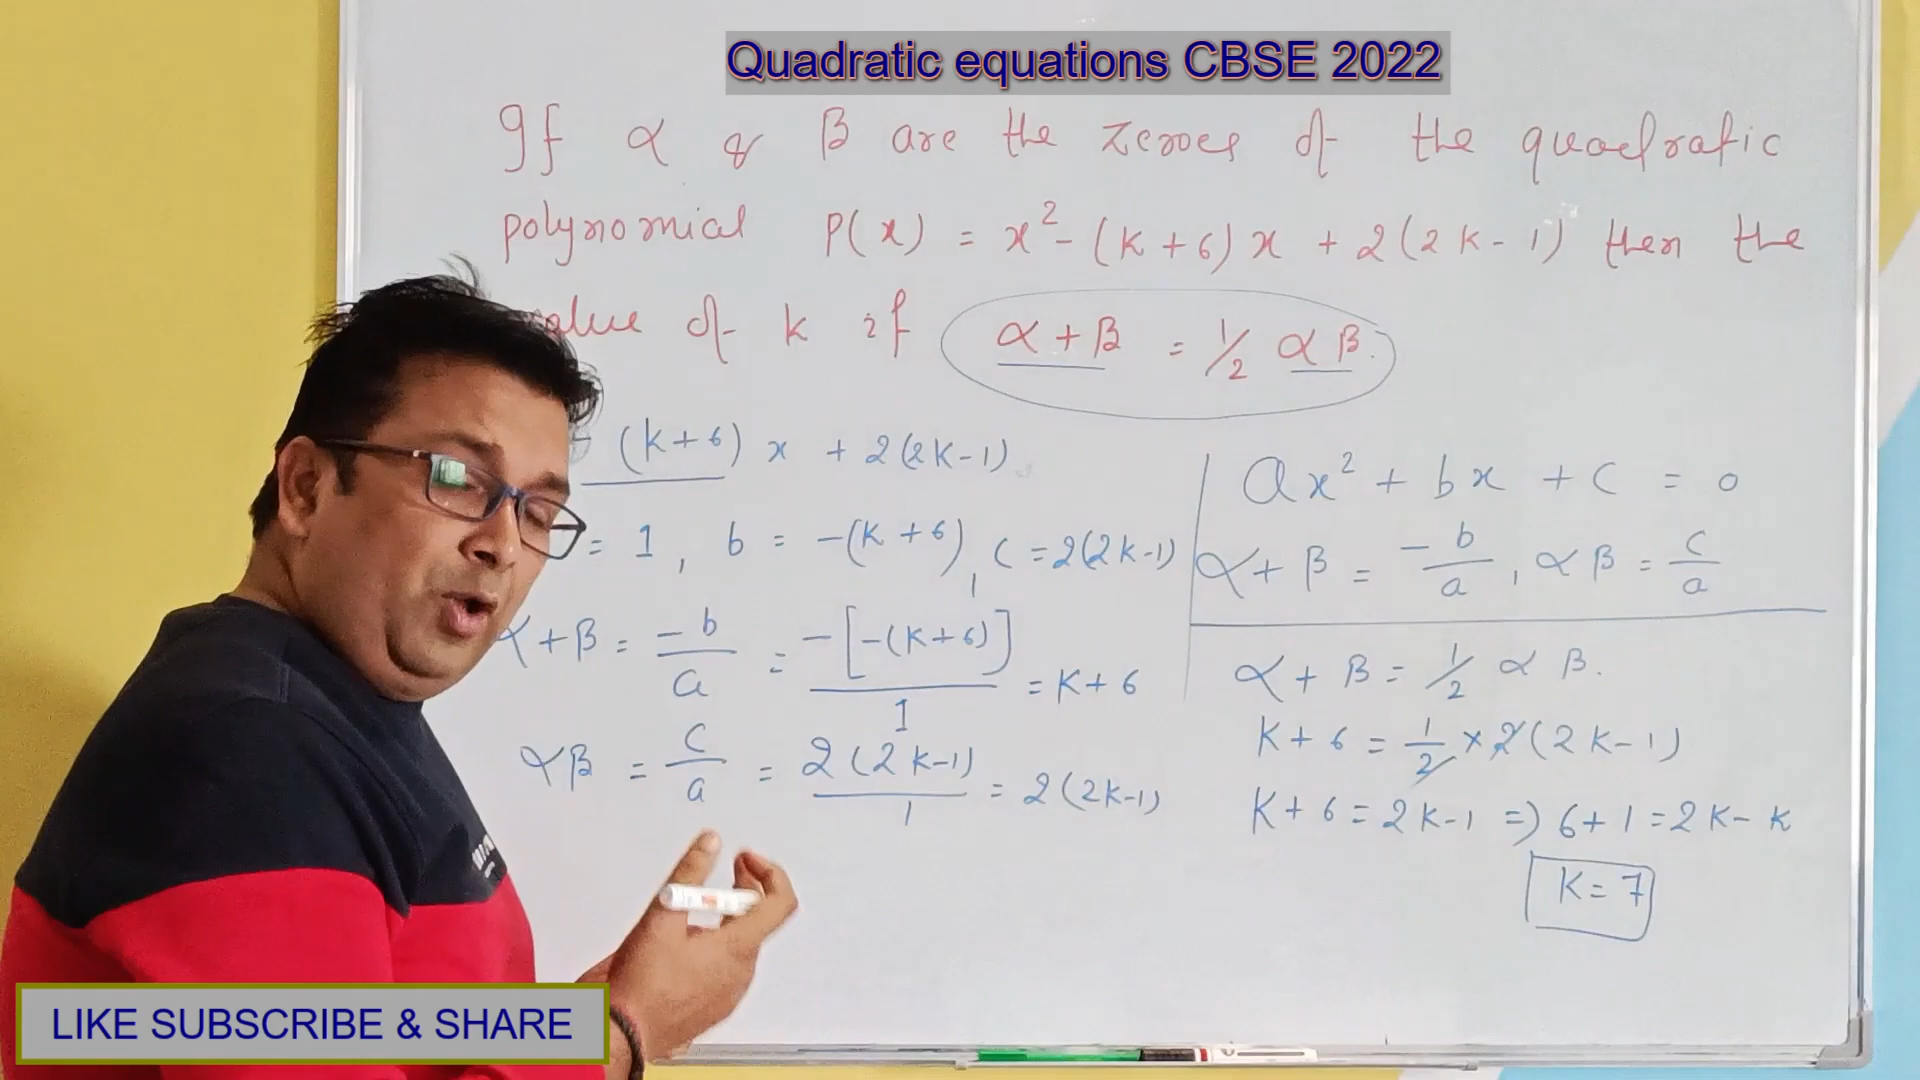 Quadratic equations CBSE 2022
If α & β are the zeroes of the quadratic
polynomial P(x) = x² - (K+6)x + 2(2K-1) then the
value of k if α+β = 1/2 αβ.
- (K+6) x + 2(2K-1)
= 1, b = -(K+6), C = 2(2K-1)
α+β = -b/a = -[-(K+6)]/1 = K+6
αβ = c/a = 2(2K-1)/1 = 2(2K-1)
ax² + bx + c = 0
α+β = -b/a, αβ = c/a
α+β = 1/2 αβ.
K+6 = 1/2 × 2(2K-1)
K+6 = 2K-1 => 6+1 = 2K-K
K=7
LIKE SUBSCRIBE & SHARE